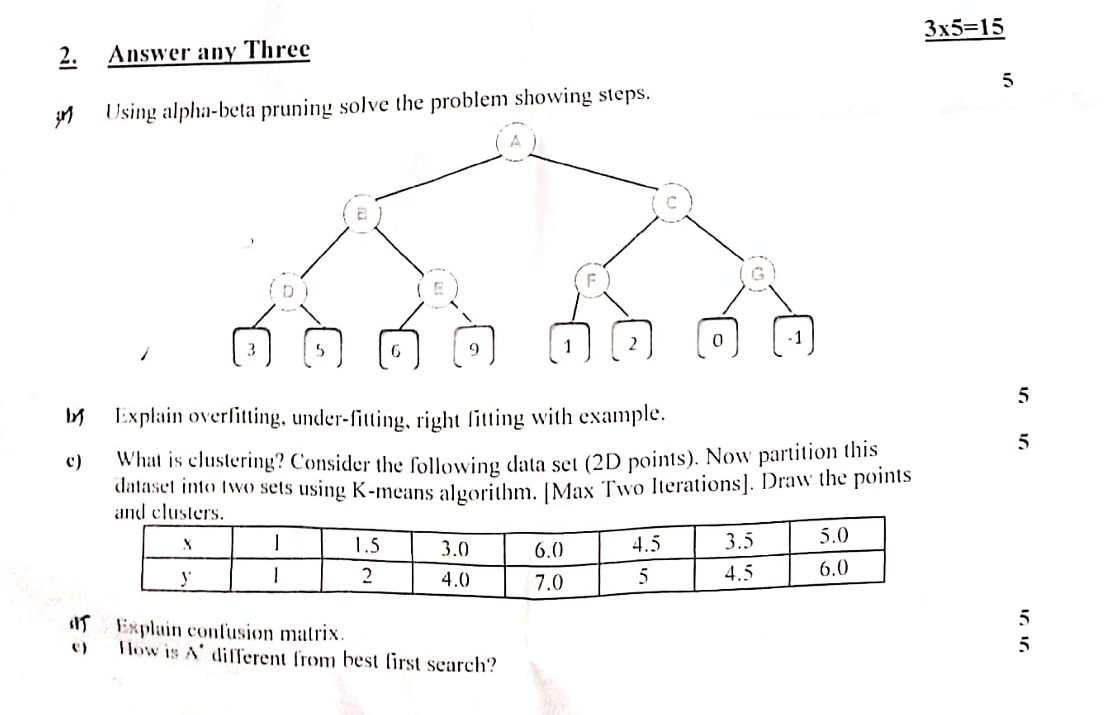 3x5=15
2. Answer any Three
a) Using alpha-beta pruning solve the problem showing steps. 5
A
B C
D E F G
3 5 6 9 1 2 0 -1
b) Explain overfitting, under-fitting, right fitting with example. 5
c) What is clustering? Consider the following data set (2D points). Now partition this 5
dataset into two sets using K-means algorithm. [Max Two Iterations]. Draw the points
and clusters.
x 1 1.5 3.0 6.0 4.5 3.5 5.0
y 1 2 4.0 7.0 5 4.5 6.0
d) Explain confusion matrix. 5
e) How is A* different from best first search? 5